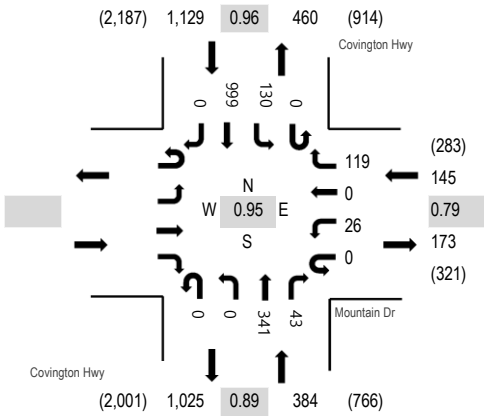 (2,187) 1,129 0.96 460 (914)
Covington Hwy
0 999 130 0
(283)
119
145
N
0
W 0.95 E
0.79
26
S
173
0
(321)
0 0 341 43
Mountain Dr
Covington Hwy
(2,001) 1,025 0.89 384 (766)